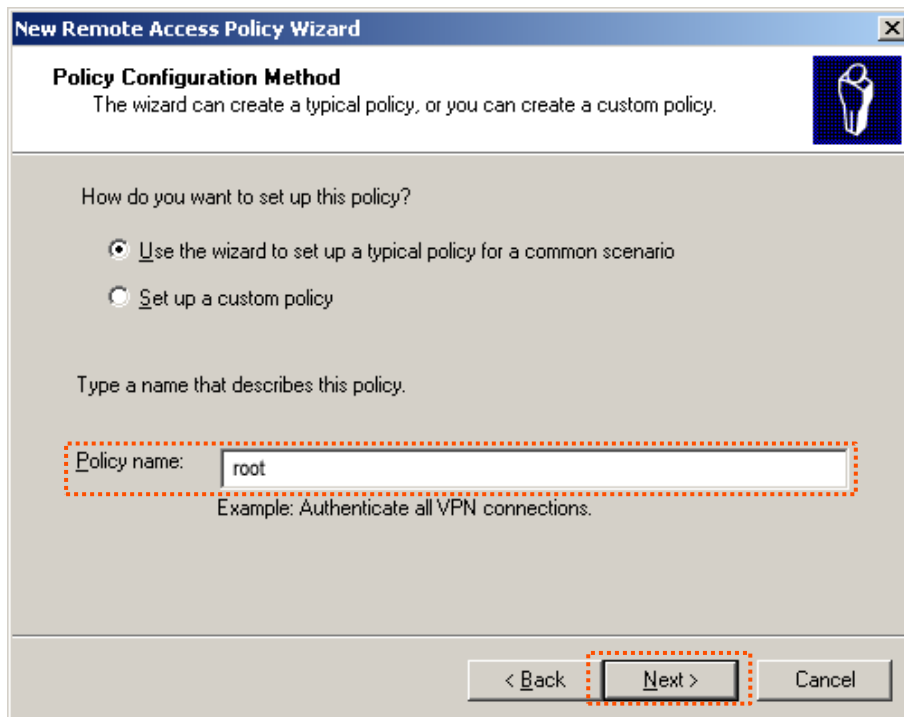 New Remote Access Policy Wizard
Policy Configuration Method
The wizard can create a typical policy, or you can create a custom policy.
How do you want to set up this policy?
Use the wizard to set up a typical policy for a common scenario
Set up a custom policy
Type a name that describes this policy.
Policy name: root
Example: Authenticate all VPN connections.
< Back Next > Cancel